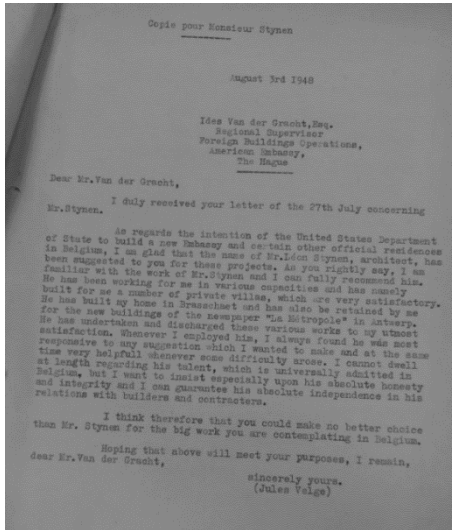 Copie pour Monsieur Stynen
August 3rd 1948
Ides Van der Gracht,Esq.
Regional Supervisor
Foreign Buildings Operations,
American Embassy,
The Hague
Dear Mr.Van der Gracht,
I duly received your letter of the 27th July concerning
Mr.Stynen.
As regards the intention of the United States Department
of State to build a new Embassy and certain other official residences
in Belgium, I am glad that the name of Mr.Léon Stynen, architect, has
been suggested to you for these projects. As you rightly say, I am
familiar with the work of Mr.Stynen and I can fully recommend him.
He has been working for me in various capacities and has namely
built for me a number of private villas, which are very satisfactory.
He has built my home in Brasschaet and has also be retained by me
for the new buildings of the newspaper "La Métropole" in Antwerp.
He has undertaken and discharged these various works to my utmost
satisfaction. Whenever I employed him, I always found he was most
responsive to any suggestion which I wanted to make and at the same
time very helpfull whenever some difficulty arose. I cannot dwell
at length regarding his talent, which is universally admitted in
Belgium, but I want to insist especially upon his absolute honesty
and integrity and I can guarantee his absolute independence in his
relations with builders and contractors.
I think therefore that you could make no better choice
than Mr. Stynen for the big work you are contemplating in Belgium.
Hoping that above will meet your purposes, I remain,
dear Mr.Van der Gracht,
sincerely yours.
(Jules Velge)